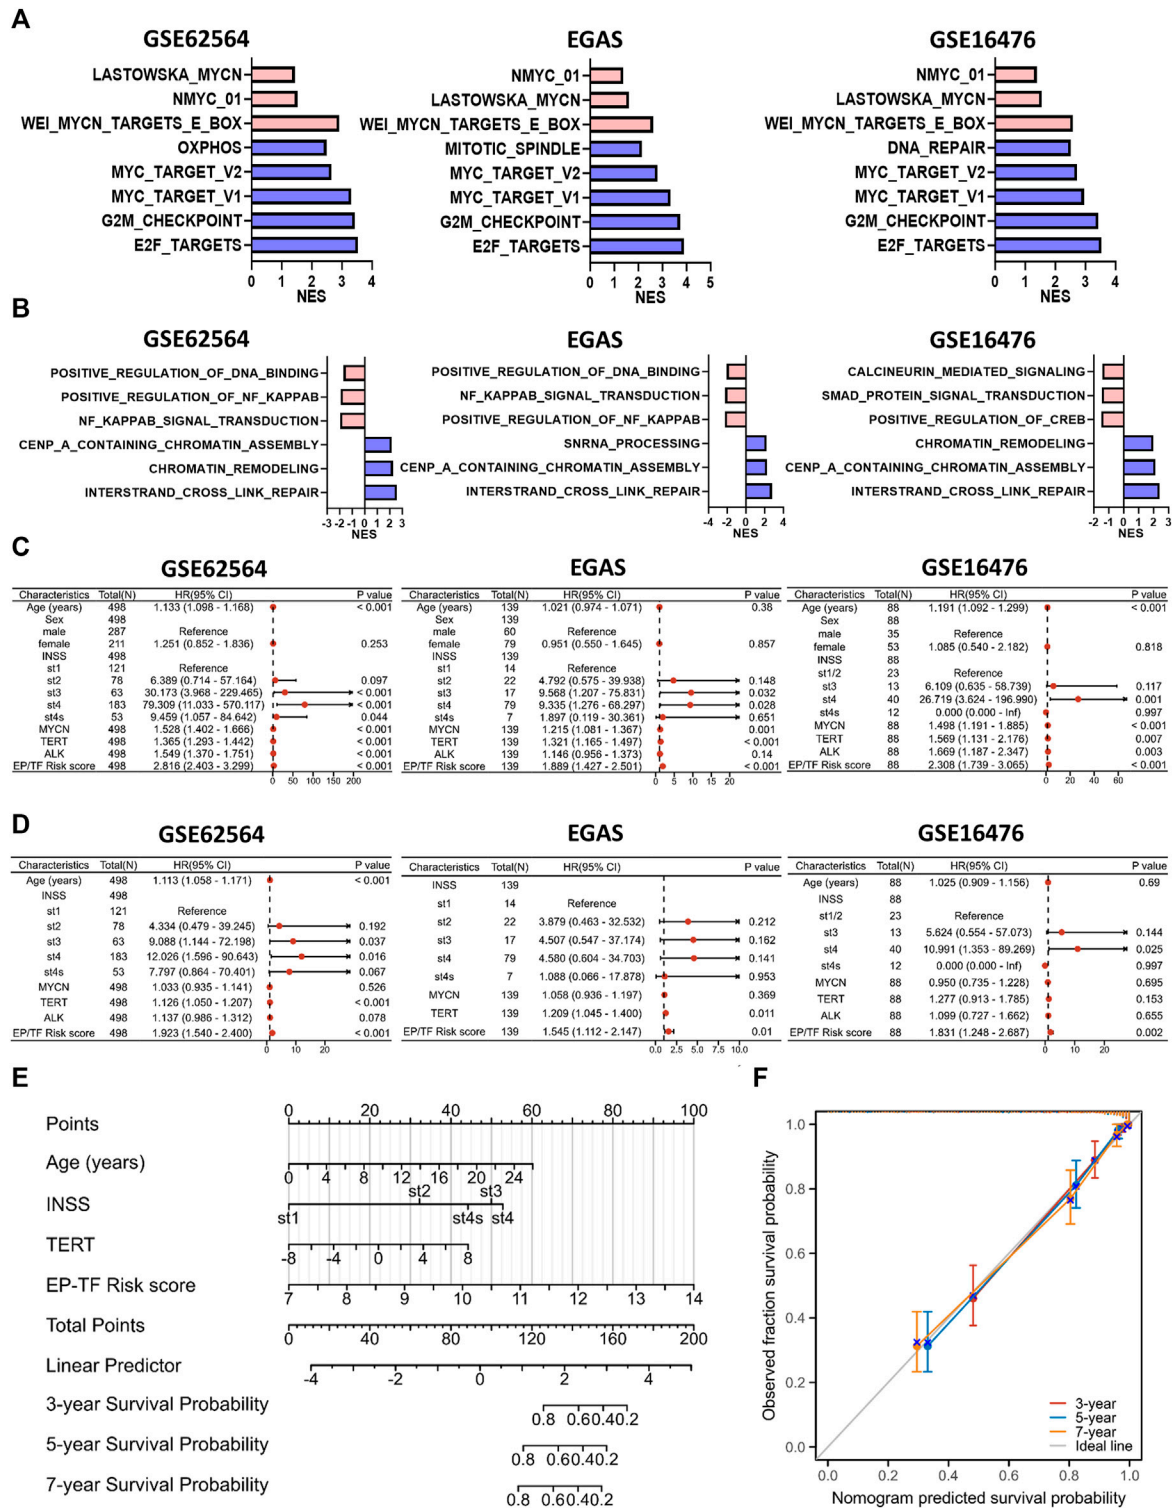 A
GSE62564
EGAS
GSE16476
LASTOWSKA_MYCN
NMYC_01
WEI_MYCN_TARGETS_E_BOX
OXPHOS
MYC_TARGET_V2
MYC_TARGET_V1
G2M_CHECKPOINT
E2F_TARGETS
0 1 2 3 4
NES
NMYC_01
LASTOWSKA_MYCN
WEI_MYCN_TARGETS_E_BOX
MITOTIC_SPINDLE
MYC_TARGET_V2
MYC_TARGET_V1
G2M_CHECKPOINT
E2F_TARGETS
0 1 2 3 4 5
NES
NMYC_01
LASTOWSKA_MYCN
WEI_MYCN_TARGETS_E_BOX
DNA_REPAIR
MYC_TARGET_V2
MYC_TARGET_V1
G2M_CHECKPOINT
E2F_TARGETS
0 1 2 3 4
NES
B
GSE62564
EGAS
GSE16476
POSITIVE_REGULATION_OF_DNA_BINDING
POSITIVE_REGULATION_OF_NF_KAPPAB
NF_KAPPAB_SIGNAL_TRANSDUCTION
CENP_A_CONTAINING_CHROMATIN_ASSEMBLY
CHROMATIN_REMODELING
INTERSTRAND_CROSS_LINK_REPAIR
-3 -2 -1 0 1 2 3
NES
POSITIVE_REGULATION_OF_DNA_BINDING
NF_KAPPAB_SIGNAL_TRANSDUCTION
POSITIVE_REGULATION_OF_NF_KAPPAB
SNRNA_PROCESSING
CENP_A_CONTAINING_CHROMATIN_ASSEMBLY
INTERSTRAND_CROSS_LINK_REPAIR
-4 -2 0 2 4
NES
CALCINEURIN_MEDIATED_SIGNALING
SMAD_PROTEIN_SIGNAL_TRANSDUCTION
POSITIVE_REGULATION_OF_CREB
CHROMATIN_REMODELING
CENP_A_CONTAINING_CHROMATIN_ASSEMBLY
INTERSTRAND_CROSS_LINK_REPAIR
-2 -1 0 1 2 3
NES
C
GSE62564
Characteristics Total(N) HR(95% CI) P value
Age (years) 498 1.133 (1.098 - 1.168) < 0.001
Sex 498
male 287 Reference
female 211 1.251 (0.852 - 1.836) 0.253
INSS 498
st1 121 Reference
st2 78 6.389 (0.714 - 57.164) 0.097
st3 63 30.173 (3.968 - 229.465) < 0.001
st4 183 79.309 (11.033 - 570.117) < 0.001
st4s 53 9.459 (1.057 - 84.642) 0.044
MYCN 498 1.528 (1.402 - 1.666) < 0.001
TERT 498 1.365 (1.293 - 1.442) < 0.001
ALK 498 1.549 (1.370 - 1.751) < 0.001
EP/TF Risk score 498 2.816 (2.403 - 3.299) < 0.001
0 50 100 150 200
EGAS
Characteristics Total(N) HR(95% CI) P value
Age (years) 139 1.021 (0.974 - 1.071) 0.38
Sex 139
male 60 Reference
female 79 0.951 (0.550 - 1.645) 0.857
INSS 139
st1 14 Reference
st2 22 4.792 (0.575 - 39.938) 0.148
st3 17 9.568 (1.207 - 75.831) 0.032
st4 79 9.335 (1.276 - 68.290) 0.028
st4s 7 1.897 (0.119 - 30.361) 0.651
MYCN 139 1.215 (1.081 - 1.367) 0.001
TERT 139 1.321 (1.165 - 1.497) < 0.001
ALK 139 1.146 (0.956 - 1.373) 0.14
EP/TF Risk score 139 1.889 (1.427 - 2.501) < 0.001
0 5 10 15 20
GSE16476
Characteristics Total(N) HR(95% CI) P value
Age (years) 88 1.191 (1.092 - 1.299) < 0.001
Sex 88
male 35 Reference
female 53 1.085 (0.540 - 2.182) 0.818
INSS 88
st1/2 23 Reference
st3 13 6.109 (0.635 - 58.739) 0.117
st4 40 26.719 (3.624 - 196.990) 0.001
st4s 12 0.000 (0.000 - Inf) 0.997
MYCN 88 1.498 (1.191 - 1.885) < 0.001
TERT 88 1.569 (1.131 - 2.176) 0.007
ALK 88 1.669 (1.187 - 2.347) 0.003
EP/TF Risk score 88 2.308 (1.739 - 3.065) < 0.001
0 20 40 60
D
GSE62564
Characteristics Total(N) HR(95% CI) P value
Age (years) 498 1.113 (1.058 - 1.171) < 0.001
INSS 498
st1 121 Reference
st2 78 4.334 (0.479 - 39.245) 0.192
st3 63 9.088 (1.144 - 72.198) 0.037
st4 183 12.026 (1.596 - 90.643) 0.016
st4s 53 7.797 (0.864 - 70.401) 0.067
MYCN 498 1.033 (0.935 - 1.141) 0.526
TERT 498 1.126 (1.050 - 1.207) < 0.001
ALK 498 1.137 (0.986 - 1.312) 0.078
EP/TF Risk score 498 1.923 (1.540 - 2.400) < 0.001
0 10 20
EGAS
Characteristics Total(N) HR(95% CI) P value
INSS 139
st1 14 Reference
st2 22 3.879 (0.463 - 32.532) 0.212
st3 17 4.507 (0.547 - 37.174) 0.162
st4 79 4.580 (0.604 - 34.703) 0.141
st4s 7 1.088 (0.066 - 17.878) 0.953
MYCN 139 1.058 (0.936 - 1.197) 0.369
TERT 139 1.209 (1.045 - 1.400) 0.011
EP/TF Risk score 139 1.545 (1.112 - 2.147) 0.01
0.0 2.5 5.0 7.5 10.0
GSE16476
Characteristics Total(N) HR(95% CI) P value
Age (years) 88 1.025 (0.909 - 1.156) 0.69
INSS 88
st1/2 23 Reference
st3 13 5.624 (0.554 - 57.073) 0.144
st4 40 10.991 (1.353 - 89.269) 0.025
st4s 12 0.000 (0.000 - Inf) 0.997
MYCN 88 0.950 (0.735 - 1.228) 0.695
TERT 88 1.277 (0.913 - 1.785) 0.153
ALK 88 1.099 (0.727 - 1.662) 0.655
EP/TF Risk score 88 1.831 (1.248 - 2.687) 0.002
0 10 20
E
Points 0 20 40 60 80 100
Age (years) 0 4 8 12 16 20 24
INSS st1 st2 st4s st3 st4
TERT -8 -4 0 4 8
EP-TF Risk score 7 8 9 10 11 12 13 14
Total Points 0 40 80 120 160 200
Linear Predictor -4 -2 0 2 4
3-year Survival Probability 0.8 0.60.40.2
5-year Survival Probability 0.8 0.60.40.2
7-year Survival Probability 0.8 0.60.40.2
F
Observed fraction survival probability
1.0
0.8
0.6
0.4
0.2
0.0
3-year
5-year
7-year
Ideal line
0.0 0.2 0.4 0.6 0.8 1.0
Nomogram predicted survival probability